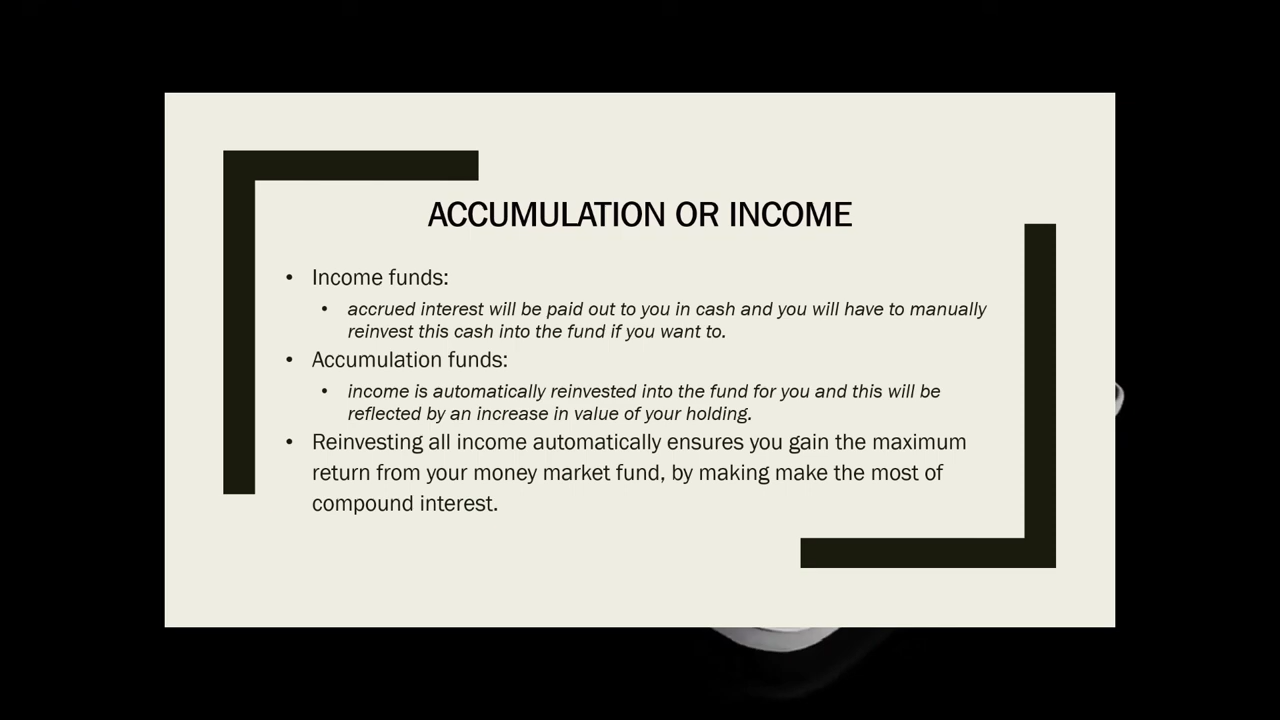 ACCUMULATION OR INCOME
• Income funds:
• accrued interest will be paid out to you in cash and you will have to manually
reinvest this cash into the fund if you want to.
• Accumulation funds:
• income is automatically reinvested into the fund for you and this will be
reflected by an increase in value of your holding.
• Reinvesting all income automatically ensures you gain the maximum
return from your money market fund, by making make the most of
compound interest.